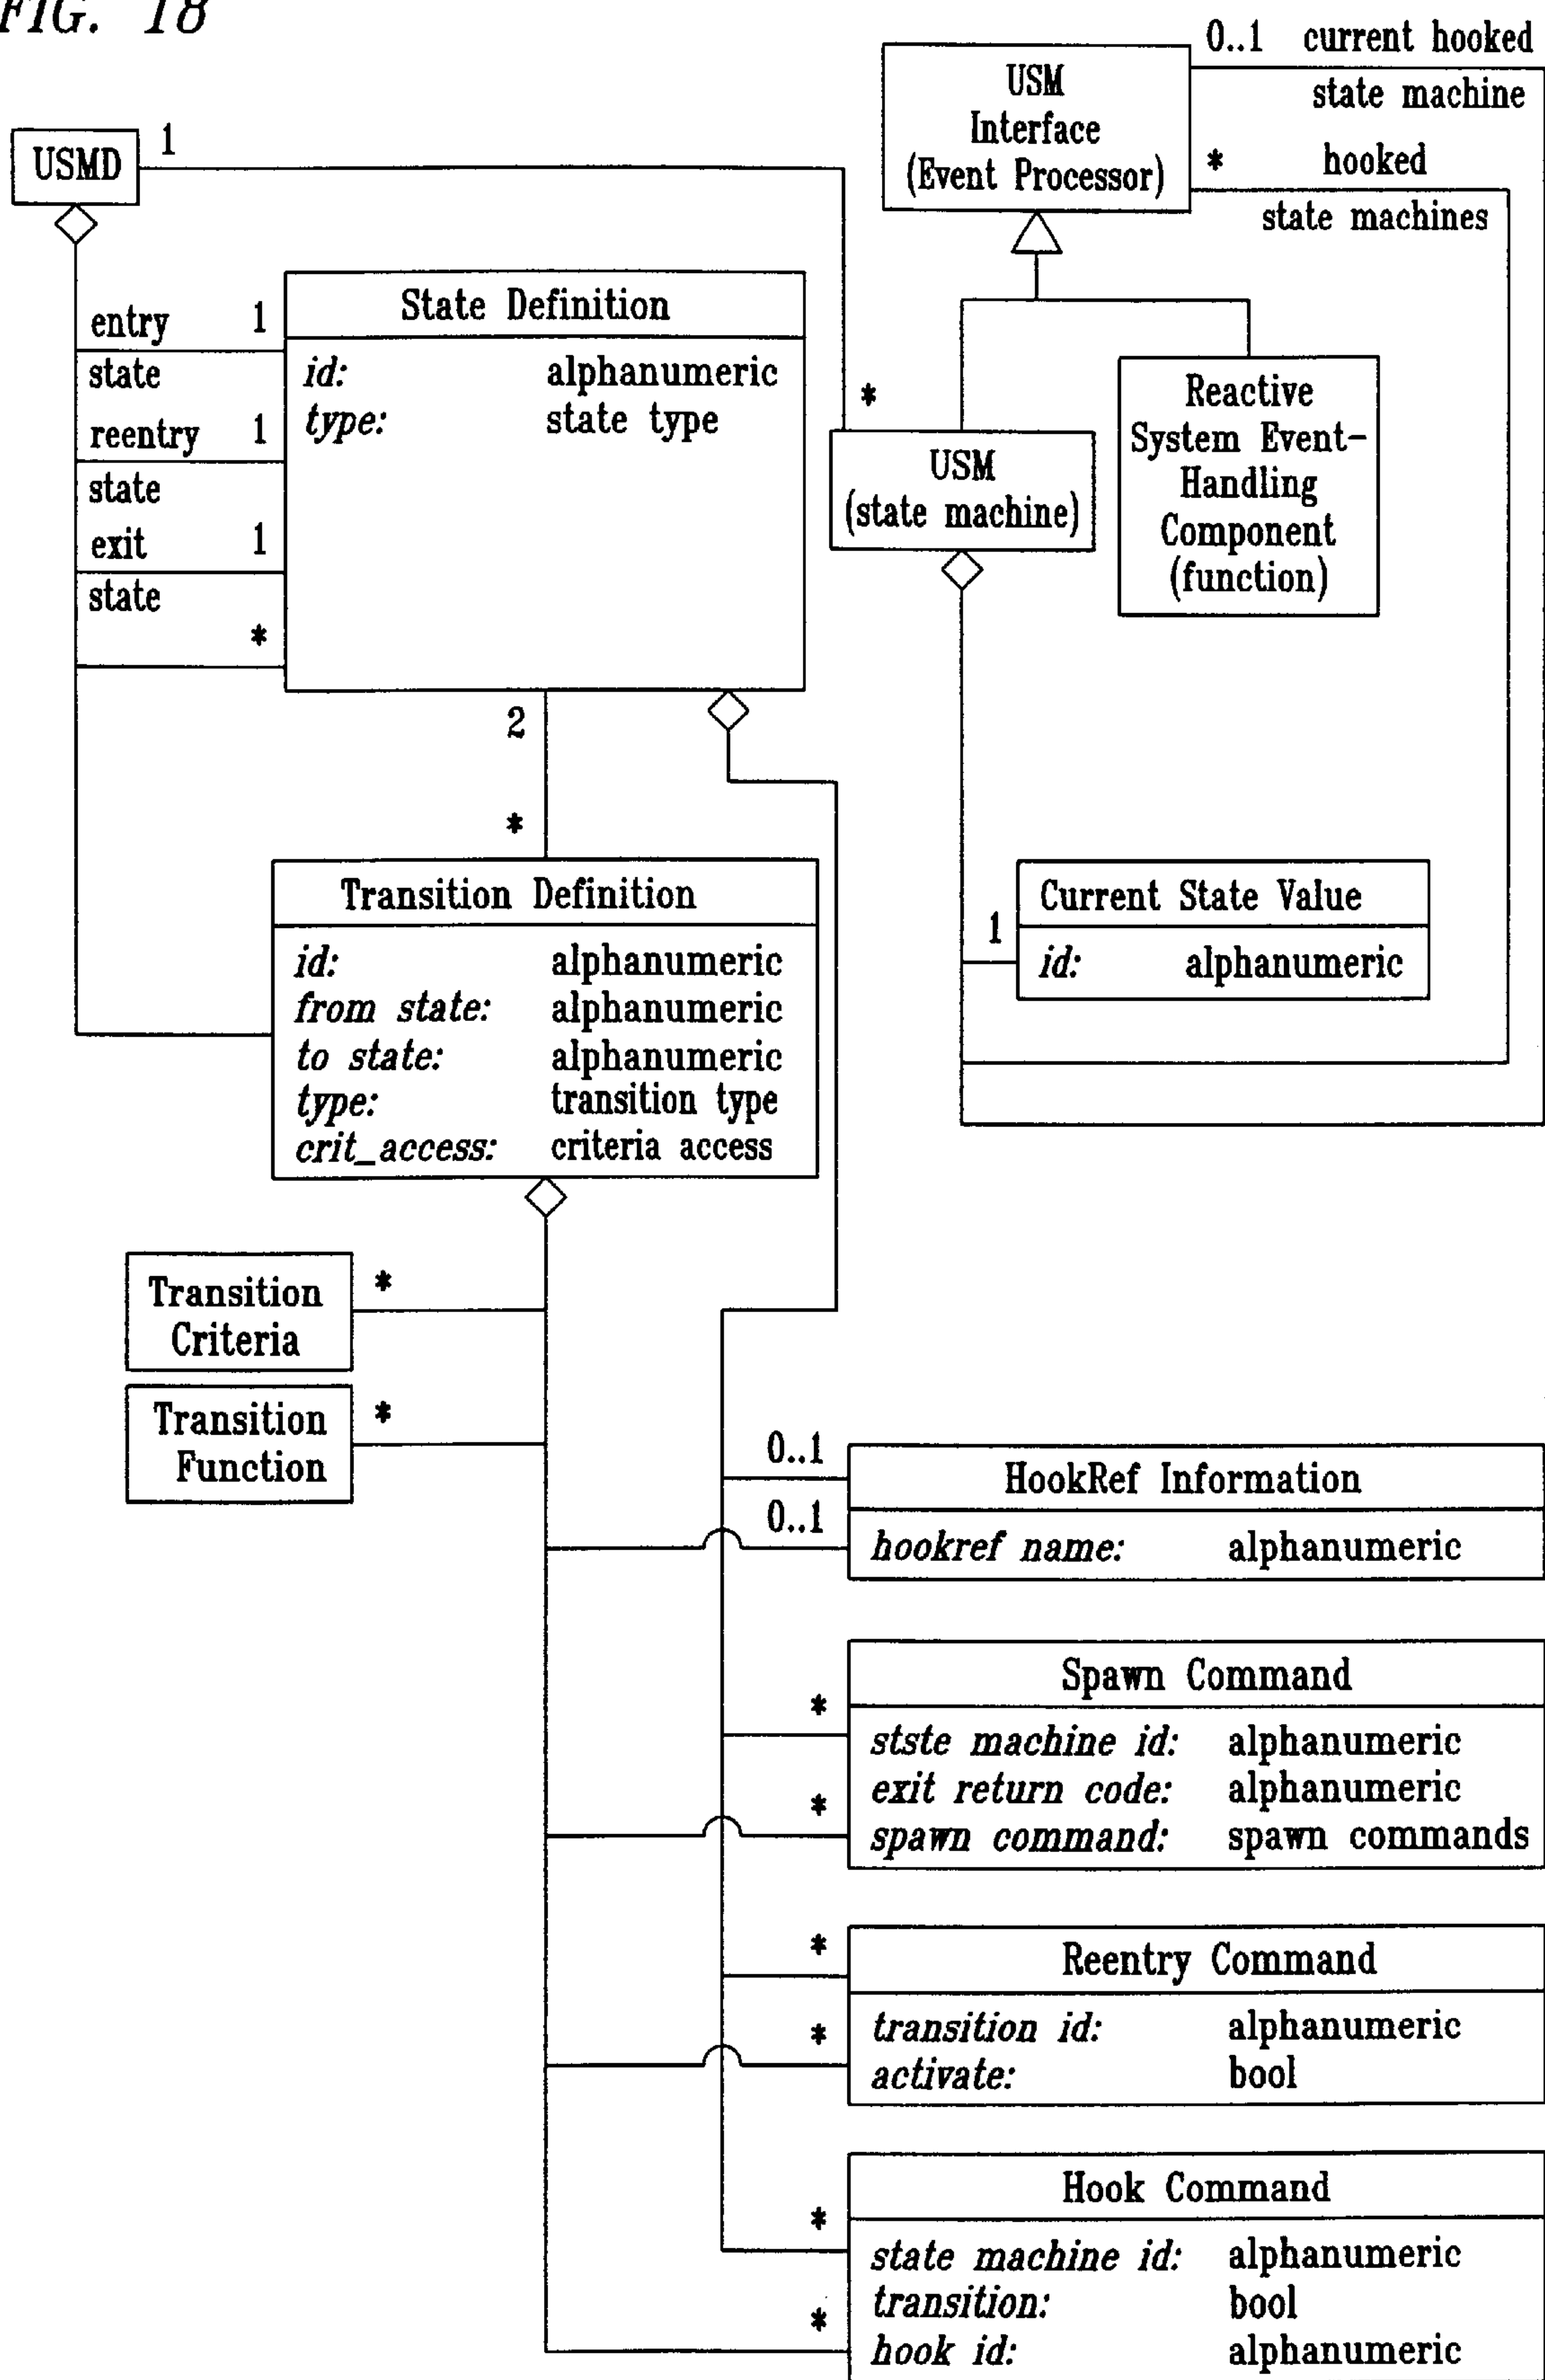 FIG. 18
0..1 current hooked
state machine
* hooked
state machines
USM
Interface
(Event Processor)
USMD
1
State Definition
id: alphanumeric
type: state type
entry 1
state
reentry 1
state
exit 1
state
*
*
USM
(state machine)
Reactive
System Event-
Handling
Component
(function)
2
*
Transition Definition
id: alphanumeric
from state: alphanumeric
to state: alphanumeric
type: transition type
crit_access: criteria access
1
Current State Value
id: alphanumeric
Transition
Criteria
*
Transition
Function
*
0..1
0..1
HookRef Information
hookref name: alphanumeric
*
*
Spawn Command
stste machine id: alphanumeric
exit return code: alphanumeric
spawn command: spawn commands
*
*
Reentry Command
transition id: alphanumeric
activate: bool
*
*
Hook Command
state machine id: alphanumeric
transition: bool
hook id: alphanumeric